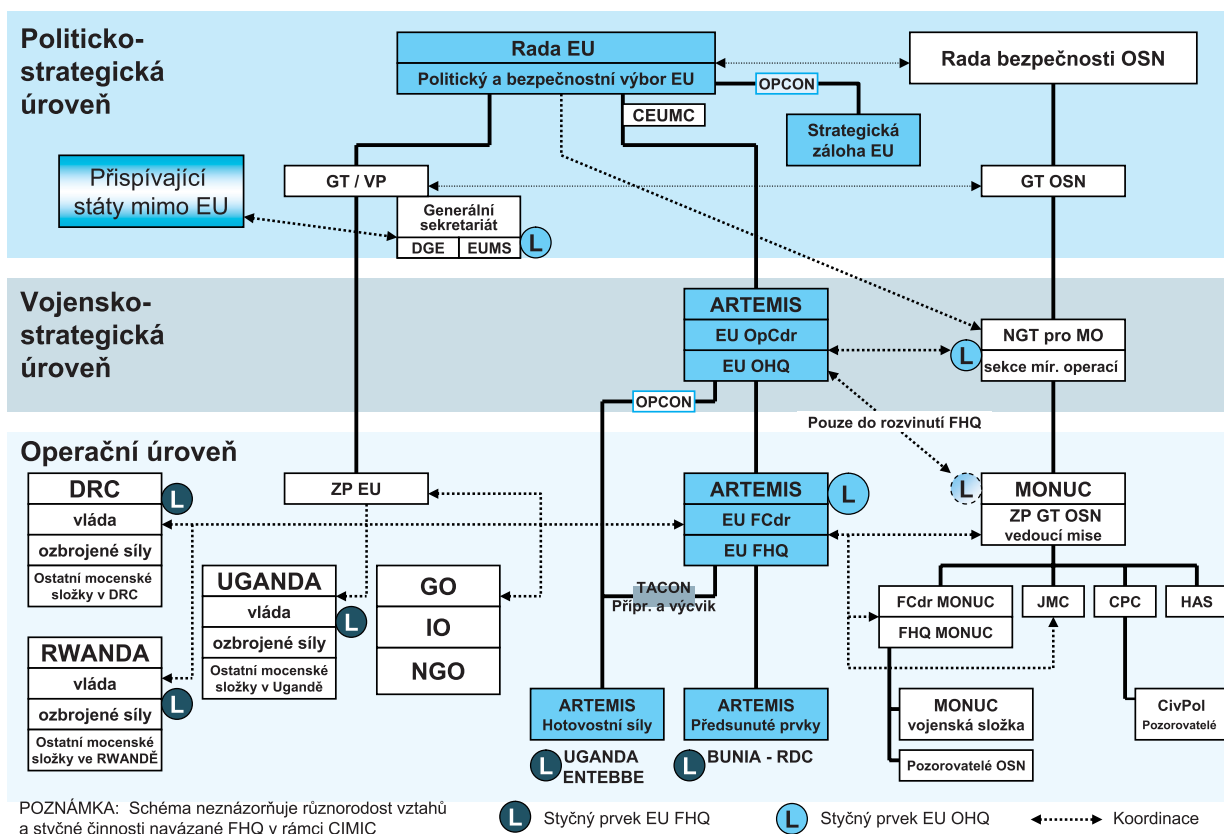 Politicko-
strategická
úroveň
Rada EU
Politický a bezpečnostní výbor EU
Rada bezpečnosti OSN
OPCON
CEUMC
Strategická
záloha EU
Přispívající
státy mimo EU
GT / VP
GT OSN
Generální
sekretariát
DGE
EUMS
L
Vojensko-
strategická
úroveň
ARTEMIS
EU OpCdr
EU OHQ
L
NGT pro MO
sekce mír. operací
OPCON
Pouze do rozvinutí FHQ
Operační úroveň
DRC
vláda
ozbrojené síly
Ostatní mocenské
složky v DRC
L
ZP EU
ARTEMIS
EU FCdr
EU FHQ
L
L
MONUC
ZP GT OSN
vedoucí mise
UGANDA
vláda
ozbrojené síly
Ostatní mocenské
složky v Ugandě
L
GO
IO
NGO
TACON
Připr. a výcvik
FCdr MONUC
FHQ MONUC
JMC
CPC
HAS
RWANDA
vláda
ozbrojené síly
Ostatní mocenské
složky ve RWANDĚ
L
ARTEMIS
Hotovostní síly
ARTEMIS
Předsunuté prvky
MONUC
vojenská složka
CivPol
Pozorovatelé
L
UGANDA
ENTEBBE
L
BUNIA - RDC
Pozorovatelé OSN
POZNÁMKA: Schéma neznázorňuje různorodost vztahů
a styčné činnosti navázané FHQ v rámci CIMIC
L
Styčný prvek EU FHQ
L
Styčný prvek EU OHQ
Koordinace